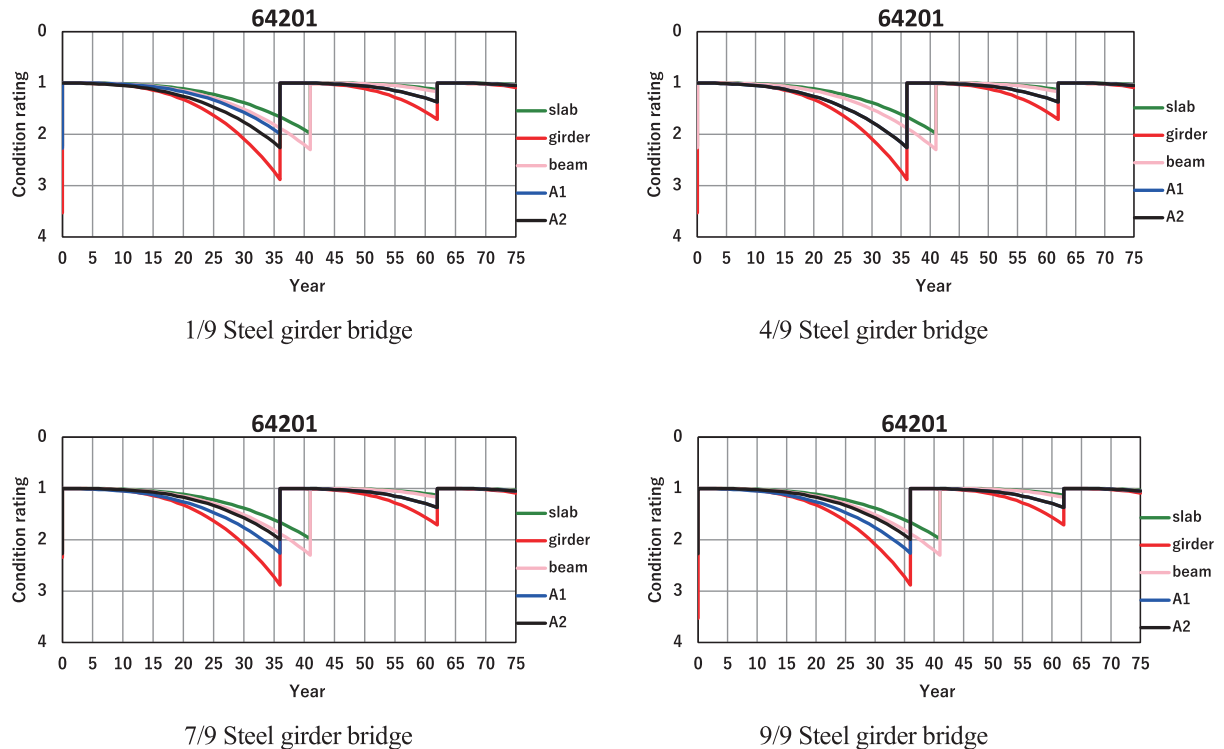 64201
0
1
2
3
4
Condition rating
0 5 10 15 20 25 30 35 40 45 50 55 60 65 70 75
Year
slab
girder
beam
A1
A2
1/9 Steel girder bridge
64201
0
1
2
3
4
Condition rating
0 5 10 15 20 25 30 35 40 45 50 55 60 65 70 75
Year
slab
girder
beam
A1
A2
4/9 Steel girder bridge
64201
0
1
2
3
4
Condition rating
0 5 10 15 20 25 30 35 40 45 50 55 60 65 70 75
Year
slab
girder
beam
A1
A2
7/9 Steel girder bridge
64201
0
1
2
3
4
Condition rating
0 5 10 15 20 25 30 35 40 45 50 55 60 65 70 75
Year
slab
girder
beam
A1
A2
9/9 Steel girder bridge